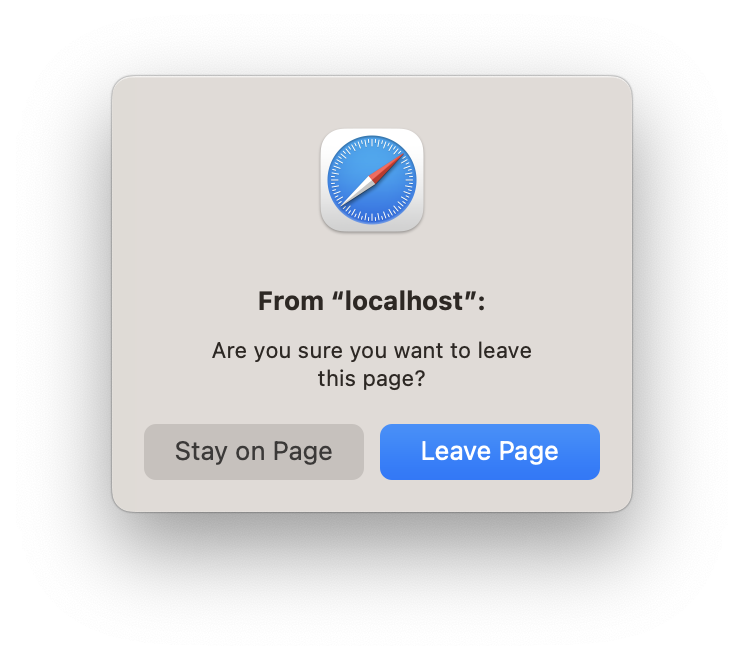 From “localhost”:
Are you sure you want to leave
this page?
Stay on Page
Leave Page